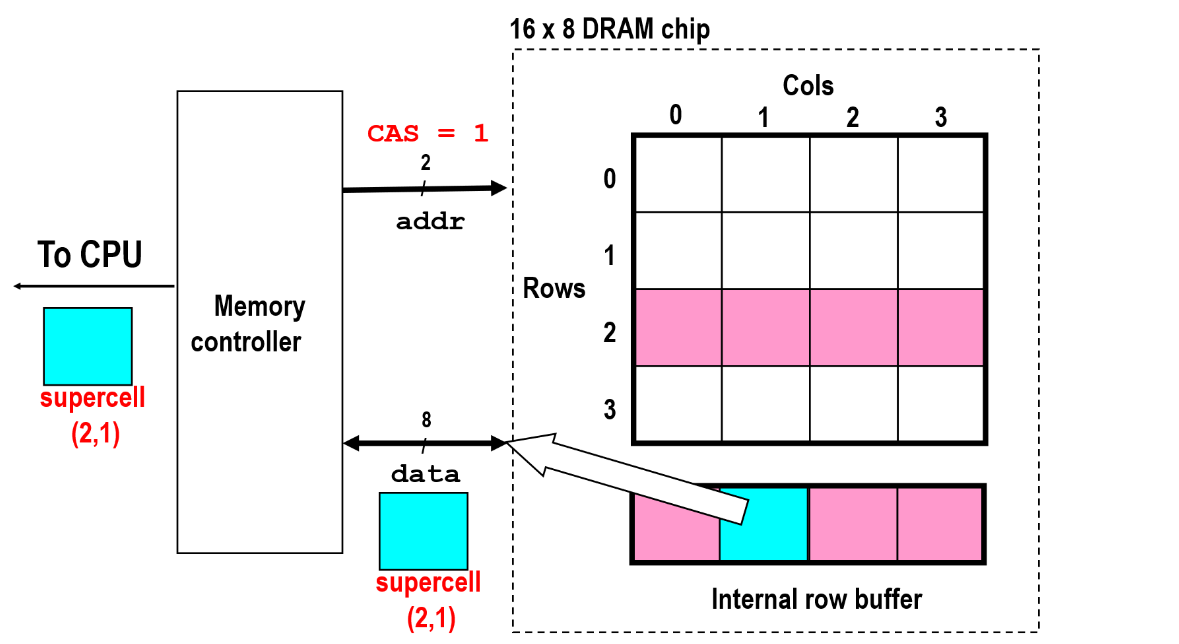 16 x 8 DRAM chip
Cols
0 1 2 3
CAS = 1
2
addr
0
1
Rows
2
3
To CPU
Memory
controller
supercell
(2,1)
8
data
supercell
(2,1)
Internal row buffer